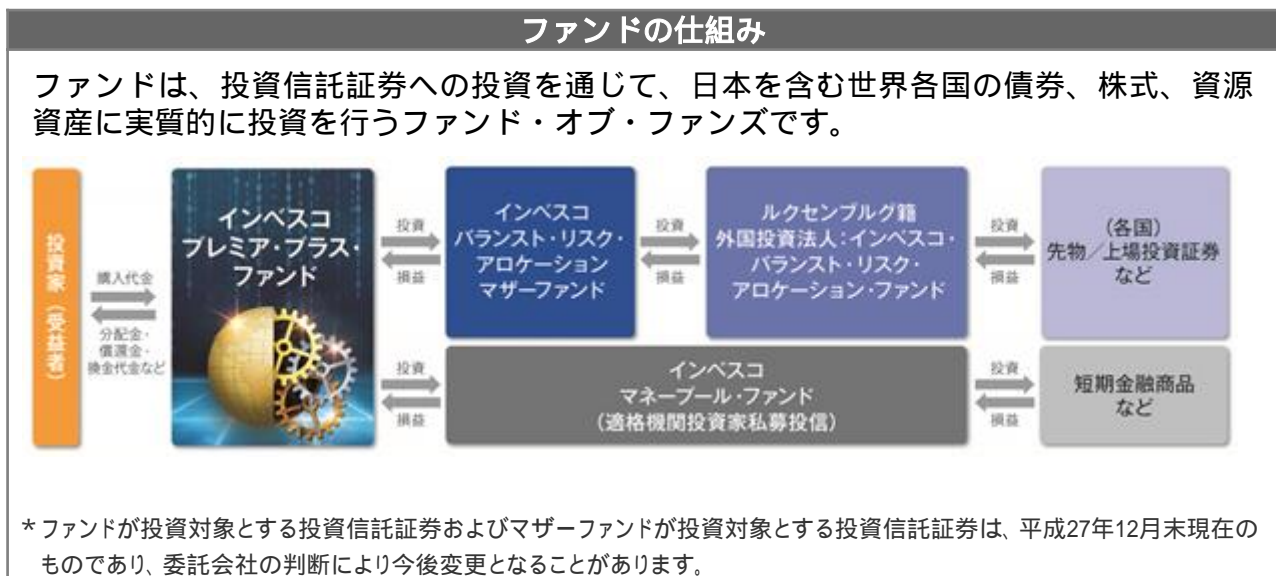 ファンドの仕組み
ファンドは、投資信託証券への投資を通じて、日本を含む世界各国の債券、株式、資源
資産に実質的に投資を行うファンド・オブ・ファンズです。
投資家(受益者)
購入代金
分配金・
償還金・
換金代金など
インベスコ
プレミア・プラス・
ファンド
投資
損益
インベスコ
バランスト・リスク・
アロケーション
マザーファンド
投資
損益
ルクセンブルグ籍
外国投資法人:インベスコ・
バランスト・リスク・
アロケーション・ファンド
投資
損益
(各国)
先物/上場投資証券
など
投資
損益
インベスコ
マネープール・ファンド
(適格機関投資家私募投信)
投資
損益
短期金融商品
など
*ファンドが投資対象とする投資信託証券およびマザーファンドが投資対象とする投資信託証券は、平成27年12月末現在の
ものであり、委託会社の判断により今後変更となることがあります。